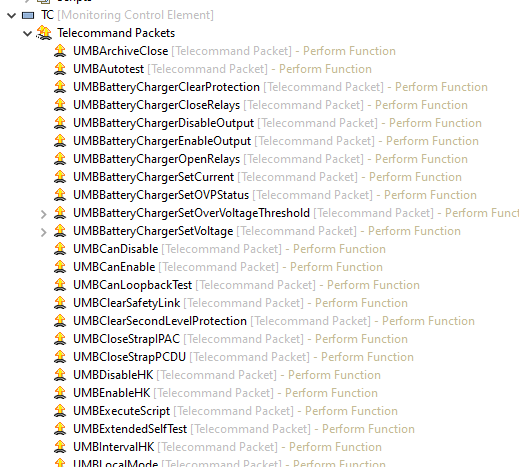 TC [Monitoring Control Element]
Telecommand Packets
UMBArchiveClose [Telecommand Packet] - Perform Function
UMBAutotest [Telecommand Packet] - Perform Function
UMBBatteryChargerClearProtection [Telecommand Packet] - Perform Function
UMBBatteryChargerCloseRelays [Telecommand Packet] - Perform Function
UMBBatteryChargerDisableOutput [Telecommand Packet] - Perform Function
UMBBatteryChargerEnableOutput [Telecommand Packet] - Perform Function
UMBBatteryChargerOpenRelays [Telecommand Packet] - Perform Function
UMBBatteryChargerSetCurrent [Telecommand Packet] - Perform Function
UMBBatteryChargerSetOVPStatus [Telecommand Packet] - Perform Function
UMBBatteryChargerSetOverVoltageThreshold [Telecommand Packet] - Perform Funct
UMBBatteryChargerSetVoltage [Telecommand Packet] - Perform Function
UMBCanDisable [Telecommand Packet] - Perform Function
UMBCanEnable [Telecommand Packet] - Perform Function
UMBCanLoopbackTest [Telecommand Packet] - Perform Function
UMBClearSafetyLink [Telecommand Packet] - Perform Function
UMBClearSecondLevelProtection [Telecommand Packet] - Perform Function
UMBCloseStrapIPAC [Telecommand Packet] - Perform Function
UMBCloseStrapPCDU [Telecommand Packet] - Perform Function
UMBDisableHK [Telecommand Packet] - Perform Function
UMBEnableHK [Telecommand Packet] - Perform Function
UMBExecuteScript [Telecommand Packet] - Perform Function
UMBExtendedSelfTest [Telecommand Packet] - Perform Function
UMBIntervalHK [Telecommand Packet] - Perform Function
UMBLocalMode [Telecommand Packet] - Perform Function